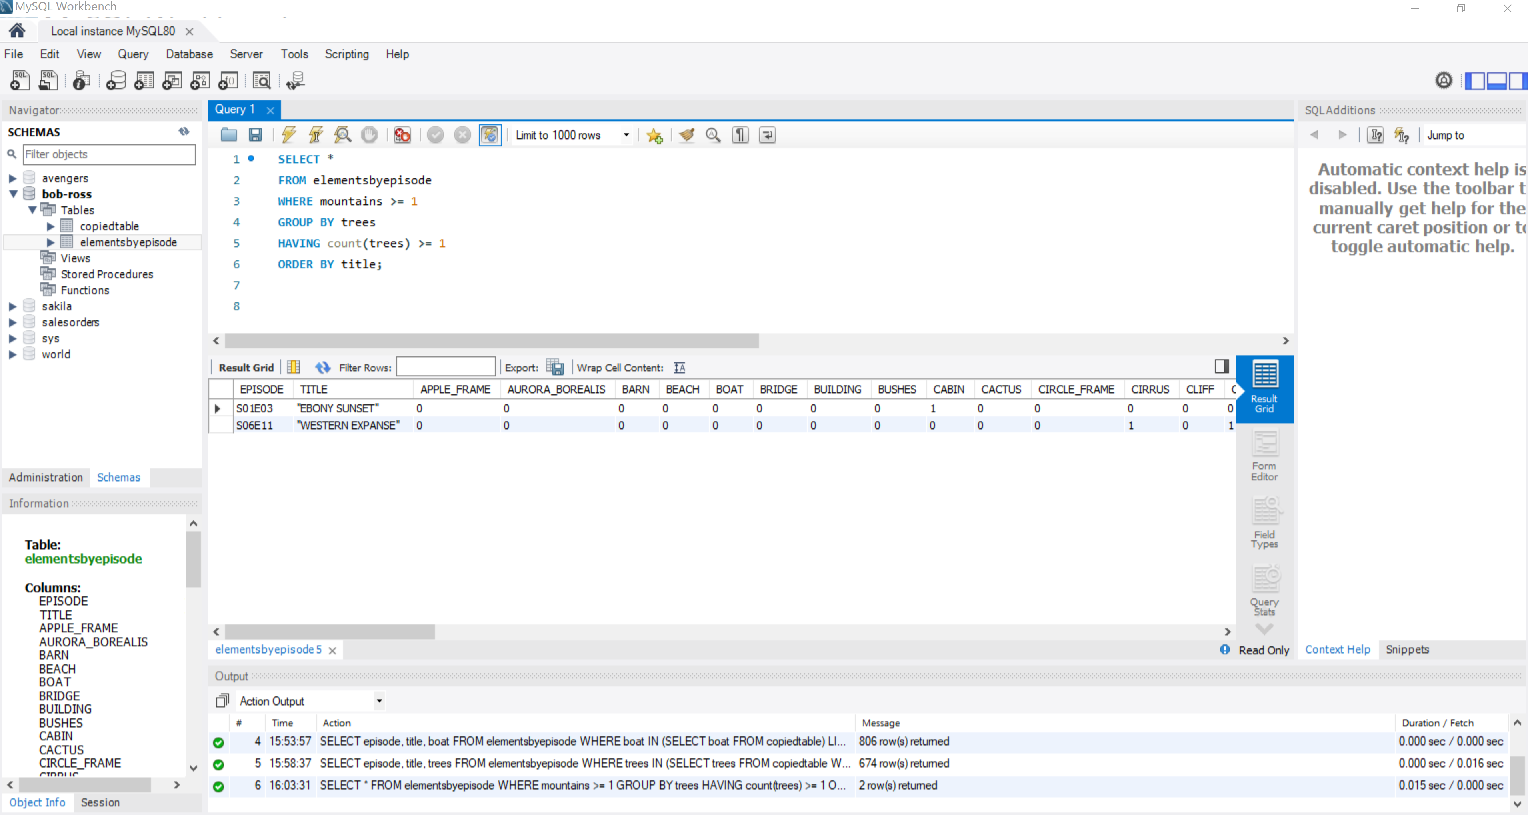 MySQL Workbench
Local instance MySQL80
File Edit View Query Database Server Tools Scripting Help
Navigator
SCHEMAS
Filter objects
avengers
bob-ross
Tables
copiedtable
elementsbyepisode
Views
Stored Procedures
Functions
sakila
salesorders
sys
world
Administration Schemas
Information
Table:
elementsbyepisode
Columns:
EPISODE
TITLE
APPLE_FRAME
AURORA_BOREALIS
BARN
BEACH
BOAT
BRIDGE
BUILDING
BUSHES
CABIN
CACTUS
CIRCLE_FRAME
CIRRUS
Object Info Session
Query 1
Limit to 1000 rows
1 SELECT *
2 FROM elementsbyepisode
3 WHERE mountains >= 1
4 GROUP BY trees
5 HAVING count(trees) >= 1
6 ORDER BY title;
7
8
Result Grid Filter Rows: Export: Wrap Cell Content:
EPISODE TITLE APPLE_FRAME AURORA_BOREALIS BARN BEACH BOAT BRIDGE BUILDING BUSHES CABIN CACTUS CIRCLE_FRAME CIRRUS CLIFF
S01E03 "EBONY SUNSET" 0 0 0 0 0 0 0 0 1 0 0 0 0 0
S06E11 "WESTERN EXPANSE" 0 0 0 0 0 0 0 0 0 0 0 1 0 1
Result
Grid
Form
Editor
Field
Types
Query
Stats
elementsbyepisode 5
Read Only
SQLAdditions
Jump to
Automatic context help is
disabled. Use the toolbar
manually get help for the
current caret position or to
toggle automatic help.
Context Help Snippets
Output
Action Output
# Time Action Message Duration / Fetch
4 15:53:57 SELECT episode, title, boat FROM elementsbyepisode WHERE boat IN (SELECT boat FROM copiedtable) LI... 806 row(s) returned 0.000 sec / 0.000 sec
5 15:58:37 SELECT episode, title, trees FROM elementsbyepisode WHERE trees IN (SELECT trees FROM copiedtable W... 674 row(s) returned 0.000 sec / 0.016 sec
6 16:03:31 SELECT * FROM elementsbyepisode WHERE mountains >= 1 GROUP BY trees HAVING count(trees) >= 1 O... 2 row(s) returned 0.015 sec / 0.000 sec